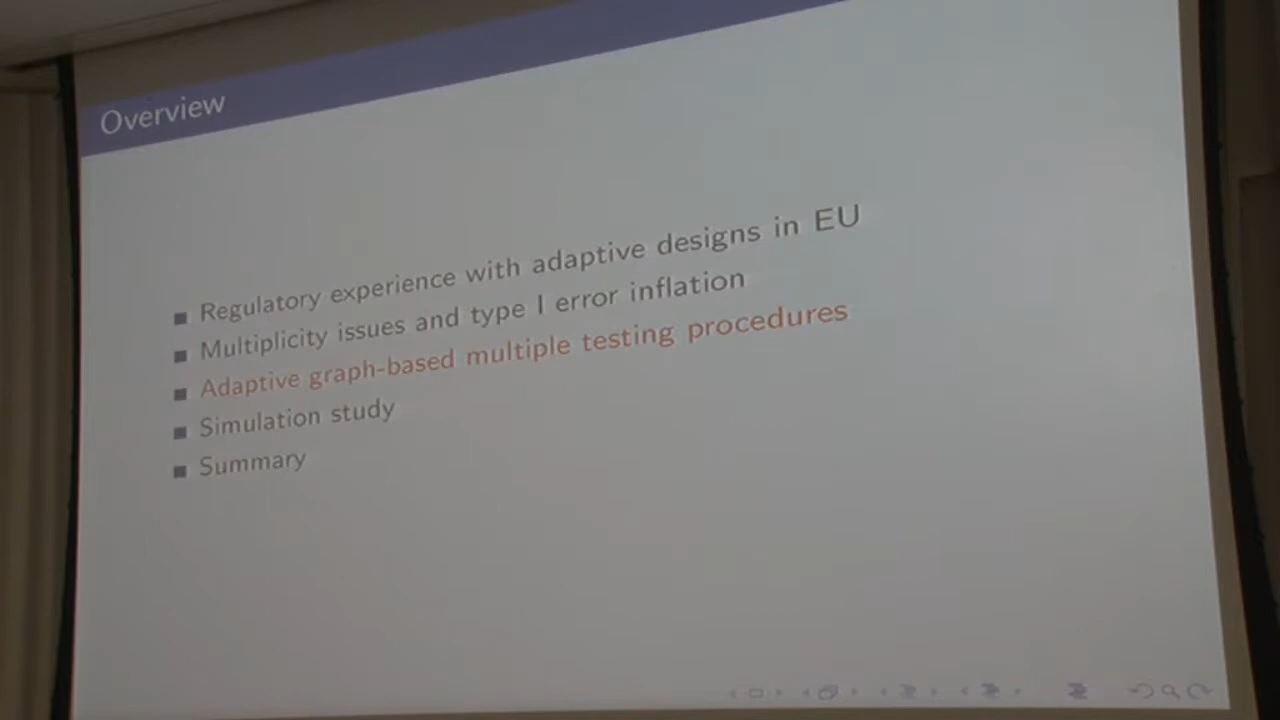 Overview
Regulatory experience with adaptive designs in EU
Multiplicity issues and type I error inflation
Adaptive graph-based multiple testing procedures
Simulation study
Summary